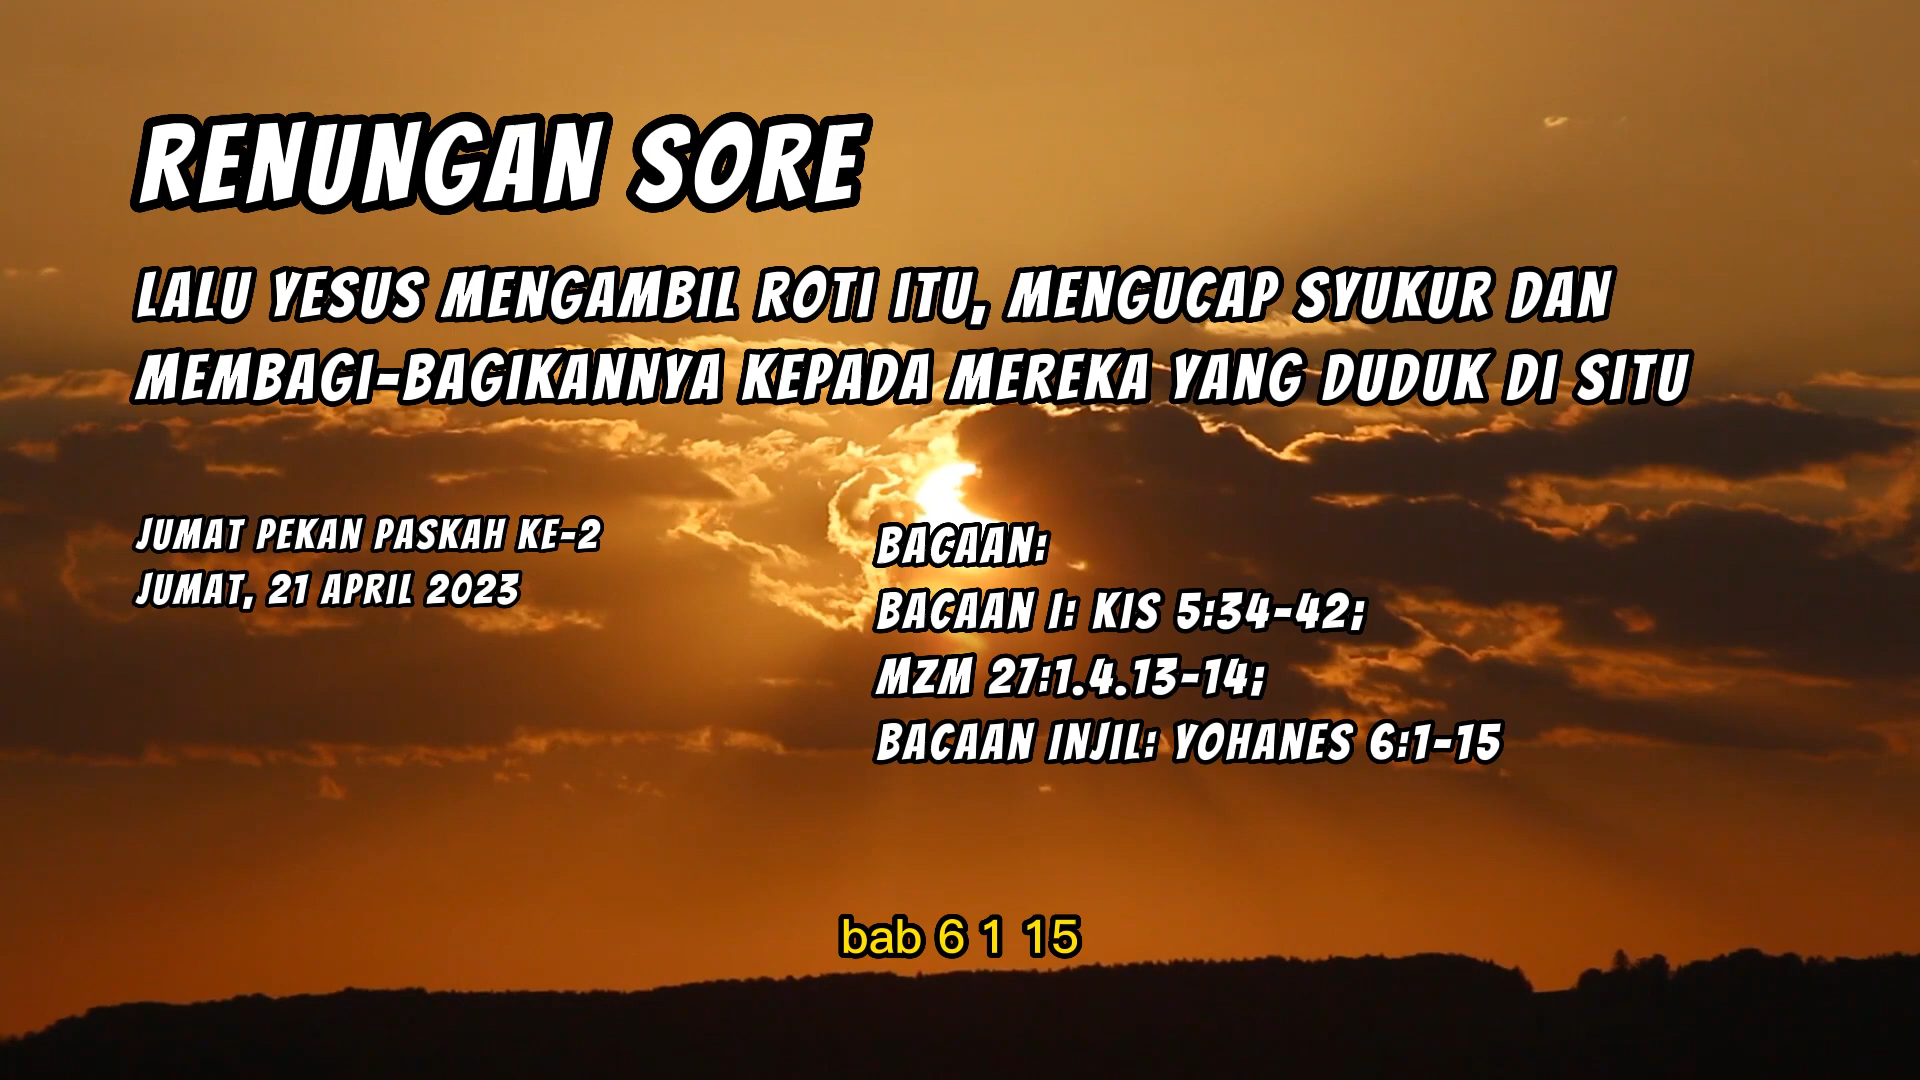 RENUNGAN SORE
LALU YESUS MENGAMBIL ROTI ITU, MENGUCAP SYUKUR DAN
MEMBAGI-BAGIKANNYA KEPADA MEREKA YANG DUDUK DI SITU
JUMAT PEKAN PASKAH KE-2
JUMAT, 21 APRIL 2023
BACAAN:
BACAAN I: KIS 5:34-42;
MZM 27:1.4.13-14;
BACAAN INJIL: YOHANES 6:1-15
bab 6 1 15